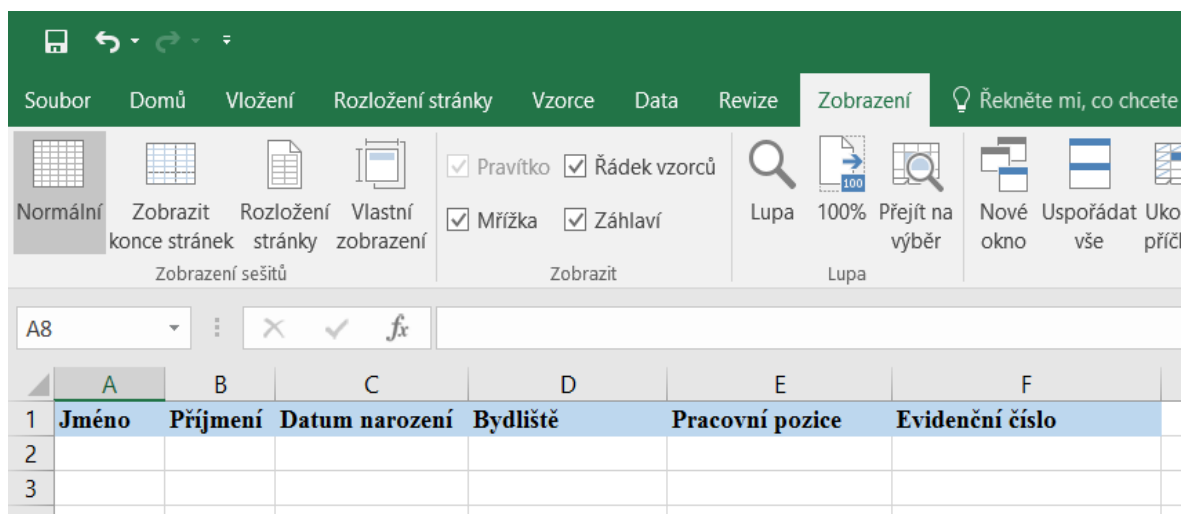 Soubor Domů Vložení Rozložení stránky Vzorce Data Revize Zobrazení Řekněte mi, co chcete
Normální
Zobrazit konce stránek
Rozložení stránky
Vlastní zobrazení
Zobrazení sešitů
Pravítko Řádek vzorců
Mřížka Záhlaví
Zobrazit
Lupa
100
100%
Přejít na výběr
Lupa
Nové okno
Uspořádat vše
A8 fx
A B C D E F
1 Jméno Příjmení Datum narození Bydliště Pracovní pozice Evidenční číslo
2
3